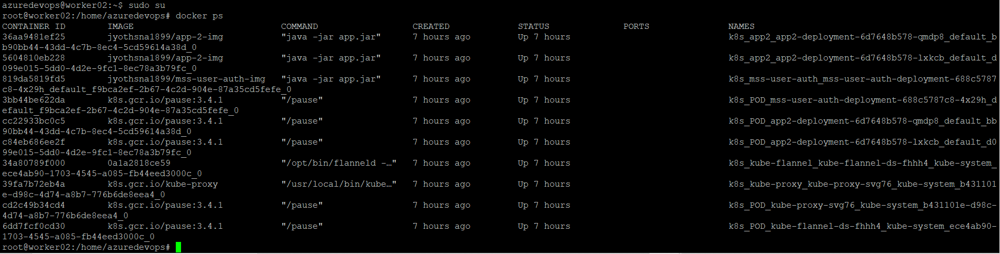 azuredevops@worker02:~$ sudo su
root@worker02:/home/azuredevops# docker ps
CONTAINER ID        IMAGE                            COMMAND                  CREATED             STATUS              PORTS               NAMES
36aa9481ef25        jyothsna1899/app-2-img           "java -jar app.jar"      7 hours ago         Up 7 hours                              k8s_app2_app2-deployment-6d7648b578-qmdp8_default_b
b90bb44-43dd-4c7b-8ec4-5cd59614a38d_0
5604810eb228        jyothsna1899/app-2-img           "java -jar app.jar"      7 hours ago         Up 7 hours                              k8s_app2_app2-deployment-6d7648b578-lxkcb_default_d
099e015-5dd0-4d2e-9fc1-8ec78a3b79fc_0
819da5819fd5        jyothsna1899/mss-user-auth-img   "java -jar app.jar"      7 hours ago         Up 7 hours                              k8s_mss-user-auth_mss-user-auth-deployment-688c5787
c8-4x29h_default_f9bca2ef-2b67-4c2d-904e-87a35cd5fefe_0
3bb44be622da        k8s.gcr.io/pause:3.4.1           "/pause"                 7 hours ago         Up 7 hours                              k8s_POD_mss-user-auth-deployment-688c5787c8-4x29h_d
efault_f9bca2ef-2b67-4c2d-904e-87a35cd5fefe_0
cc22933bc0c5        k8s.gcr.io/pause:3.4.1           "/pause"                 7 hours ago         Up 7 hours                              k8s_POD_app2-deployment-6d7648b578-qmdp8_default_bb
90bb44-43dd-4c7b-8ec4-5cd59614a38d_0
c84eb686ee2f        k8s.gcr.io/pause:3.4.1           "/pause"                 7 hours ago         Up 7 hours                              k8s_POD_app2-deployment-6d7648b578-lxkcb_default_d0
99e015-5dd0-4d2e-9fc1-8ec78a3b79fc_0
34a80789f000        0a1a2818ce59                     "/opt/bin/flanneld -…"   7 hours ago         Up 7 hours                              k8s_kube-flannel_kube-flannel-ds-fhhh4_kube-system_
ece4ab90-1703-4545-a085-fb44eed3000c_0
39fa7b72eb4a        k8s.gcr.io/kube-proxy            "/usr/local/bin/kube…"   7 hours ago         Up 7 hours                              k8s_kube-proxy_kube-proxy-svg76_kube-system_b431101
e-d98c-4d74-a8b7-776b6de8eea4_0
cd2c49b34cd4        k8s.gcr.io/pause:3.4.1           "/pause"                 7 hours ago         Up 7 hours                              k8s_POD_kube-proxy-svg76_kube-system_b431101e-d98c-
4d74-a8b7-776b6de8eea4_0
6dd7fcf0cd30        k8s.gcr.io/pause:3.4.1           "/pause"                 7 hours ago         Up 7 hours                              k8s_POD_kube-flannel-ds-fhhh4_kube-system_ece4ab90-
1703-4545-a085-fb44eed3000c_0
root@worker02:/home/azuredevops#